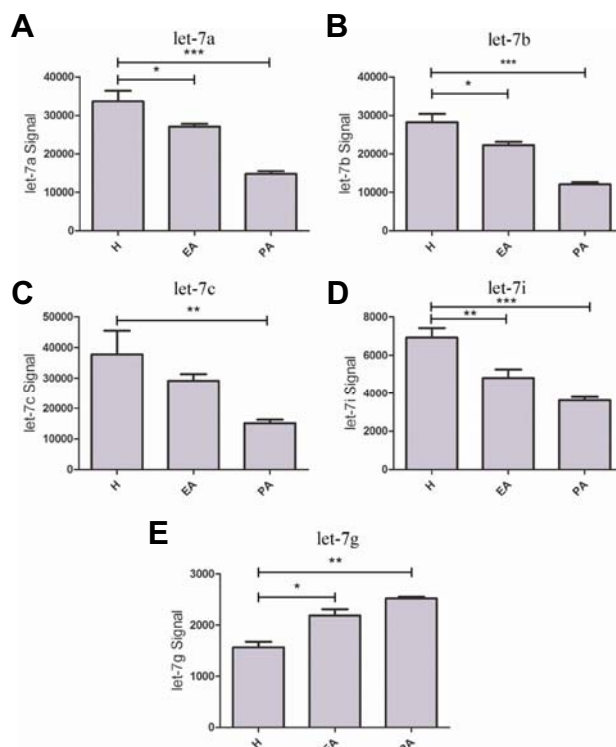 A
let-7a
***
*
let-7a Signal
40000
30000
20000
10000
0
H
EA
PA
B
let-7b
***
*
let-7b Signal
40000
30000
20000
10000
0
H
EA
PA
C
let-7c
**
let-7c Signal
50000
40000
30000
20000
10000
0
H
EA
PA
D
let-7i
***
**
let-7i Signal
8000
6000
4000
2000
0
H
EA
PA
E
let-7g
**
*
let-7g Signal
3000
2000
1000
0
H
EA
PA